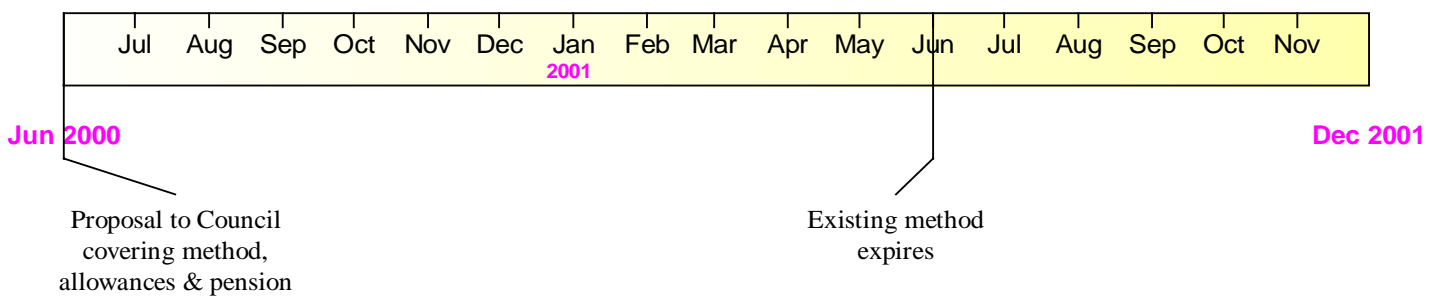 Jul Aug Sep Oct Nov Dec Jan Feb Mar Apr May Jun Jul Aug Sep Oct Nov
2001
Jun 2000 Dec 2001
Proposal to Council
covering method,
allowances & pension
Existing method
expires